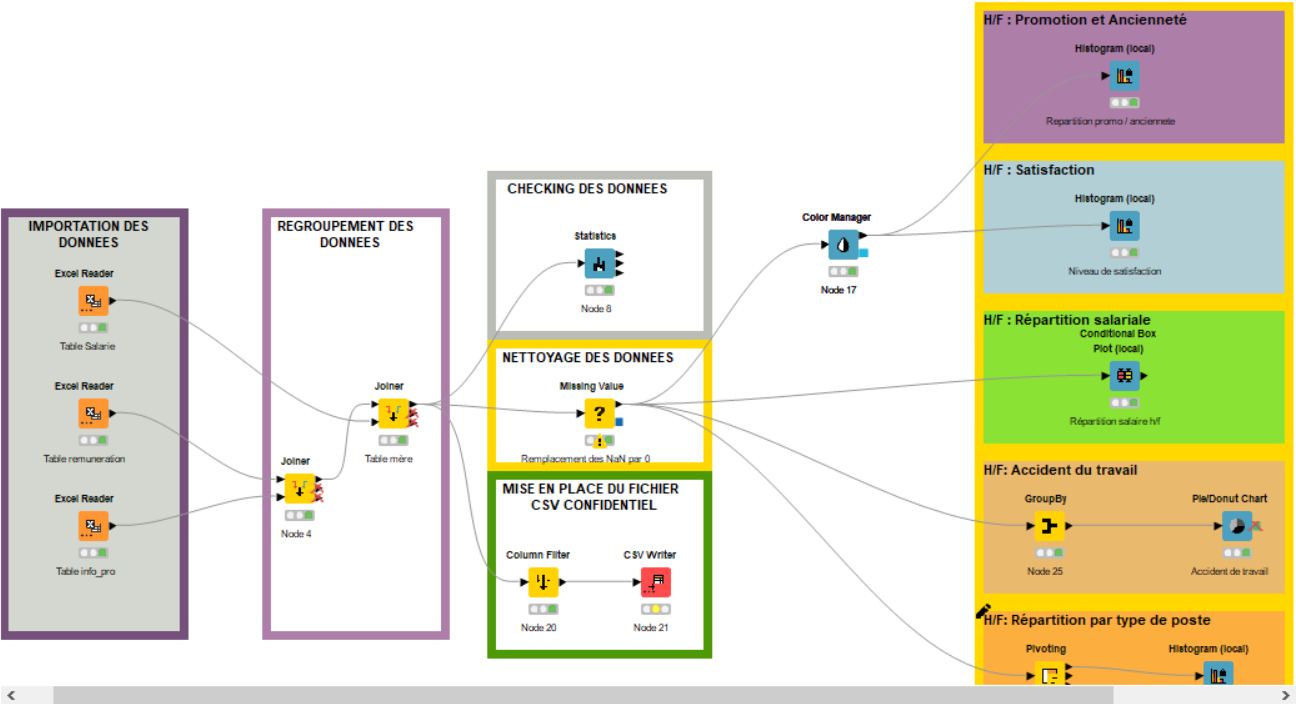 IMPORTATION DES
DONNEES
Excel Reader
Table Salarie
Excel Reader
Table remuneration
Excel Reader
Table info_pro
REGROUPEMENT DES
DONNEES
Joiner
Table mère
Joiner
Node 4
CHECKING DES DONNEES
Statistics
Node 8
NETTOYAGE DES DONNEES
Missing Value
Remplacement des NaN par 0
MISE EN PLACE DU FICHIER
CSV CONFIDENTIEL
Column Filter
Node 20
CSV Writer
Node 21
Color Manager
Node 17
H/F : Promotion et Ancienneté
Histogram (local)
Repartition promo / anciennete
H/F : Satisfaction
Histogram (local)
Niveau de satisfaction
H/F : Répartition salariale
Conditional Box
Plot (local)
Répartition salaire h/f
H/F: Accident du travail
GroupBy
Node 25
Pie/Donut Chart
Accident de travail
H/F: Répartition par type de poste
Pivoting
Histogram (local)